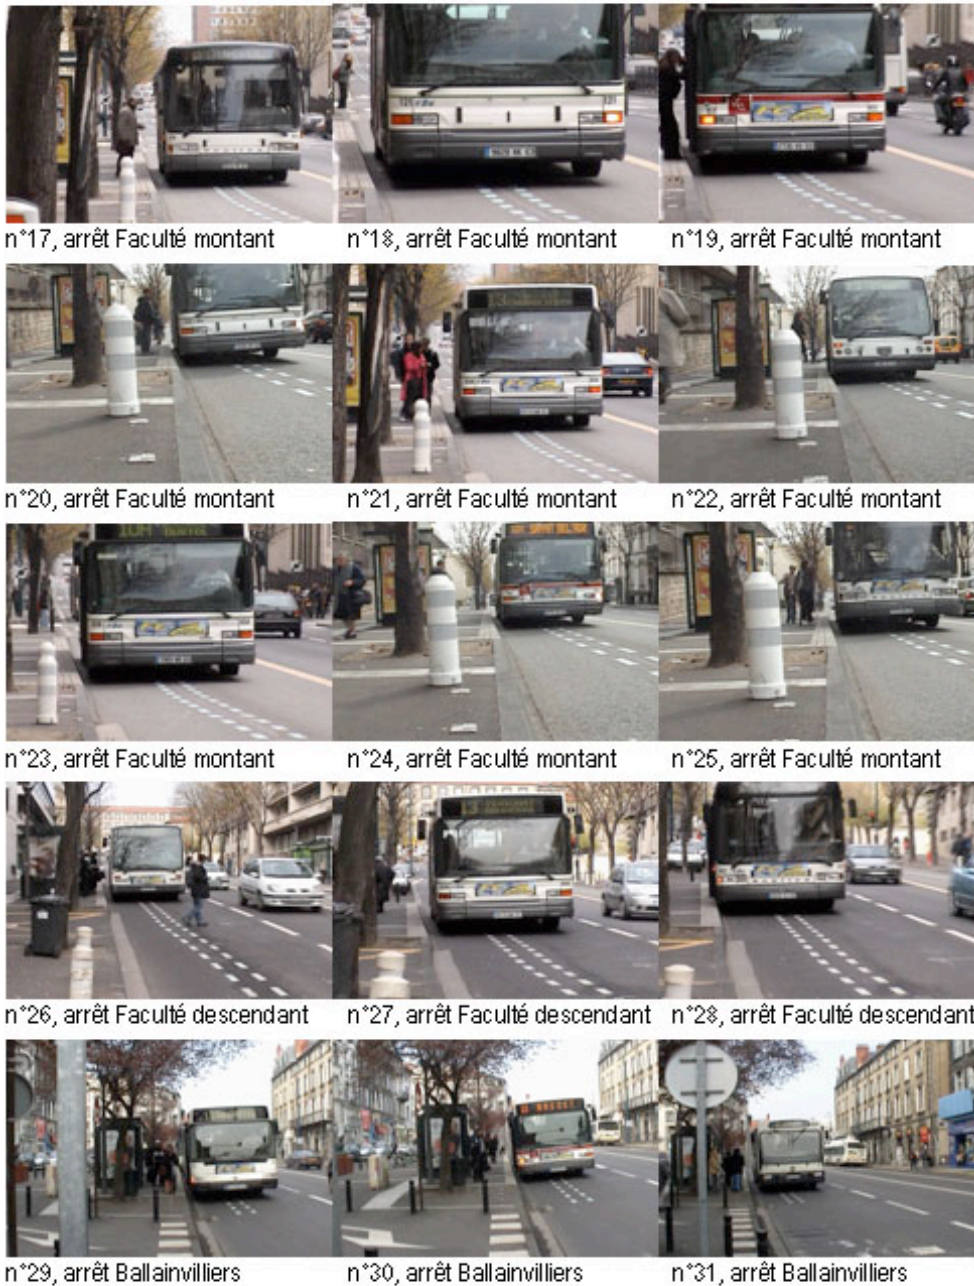 n°17, arrêt Faculté montant
n°18, arrêt Faculté montant
n°19, arrêt Faculté montant
n°20, arrêt Faculté montant
13
n°21, arrêt Faculté montant
n°22, arrêt Faculté montant
n°23, arrêt Faculté montant
n°24, arrêt Faculté montant
n°25, arrêt Faculté montant
n°26, arrêt Faculté descendant
13
n°27, arrêt Faculté descendant
n°28, arrêt Faculté descendant
n°29, arrêt Ballainvilliers
n°30, arrêt Ballainvilliers
n°31, arrêt Ballainvilliers